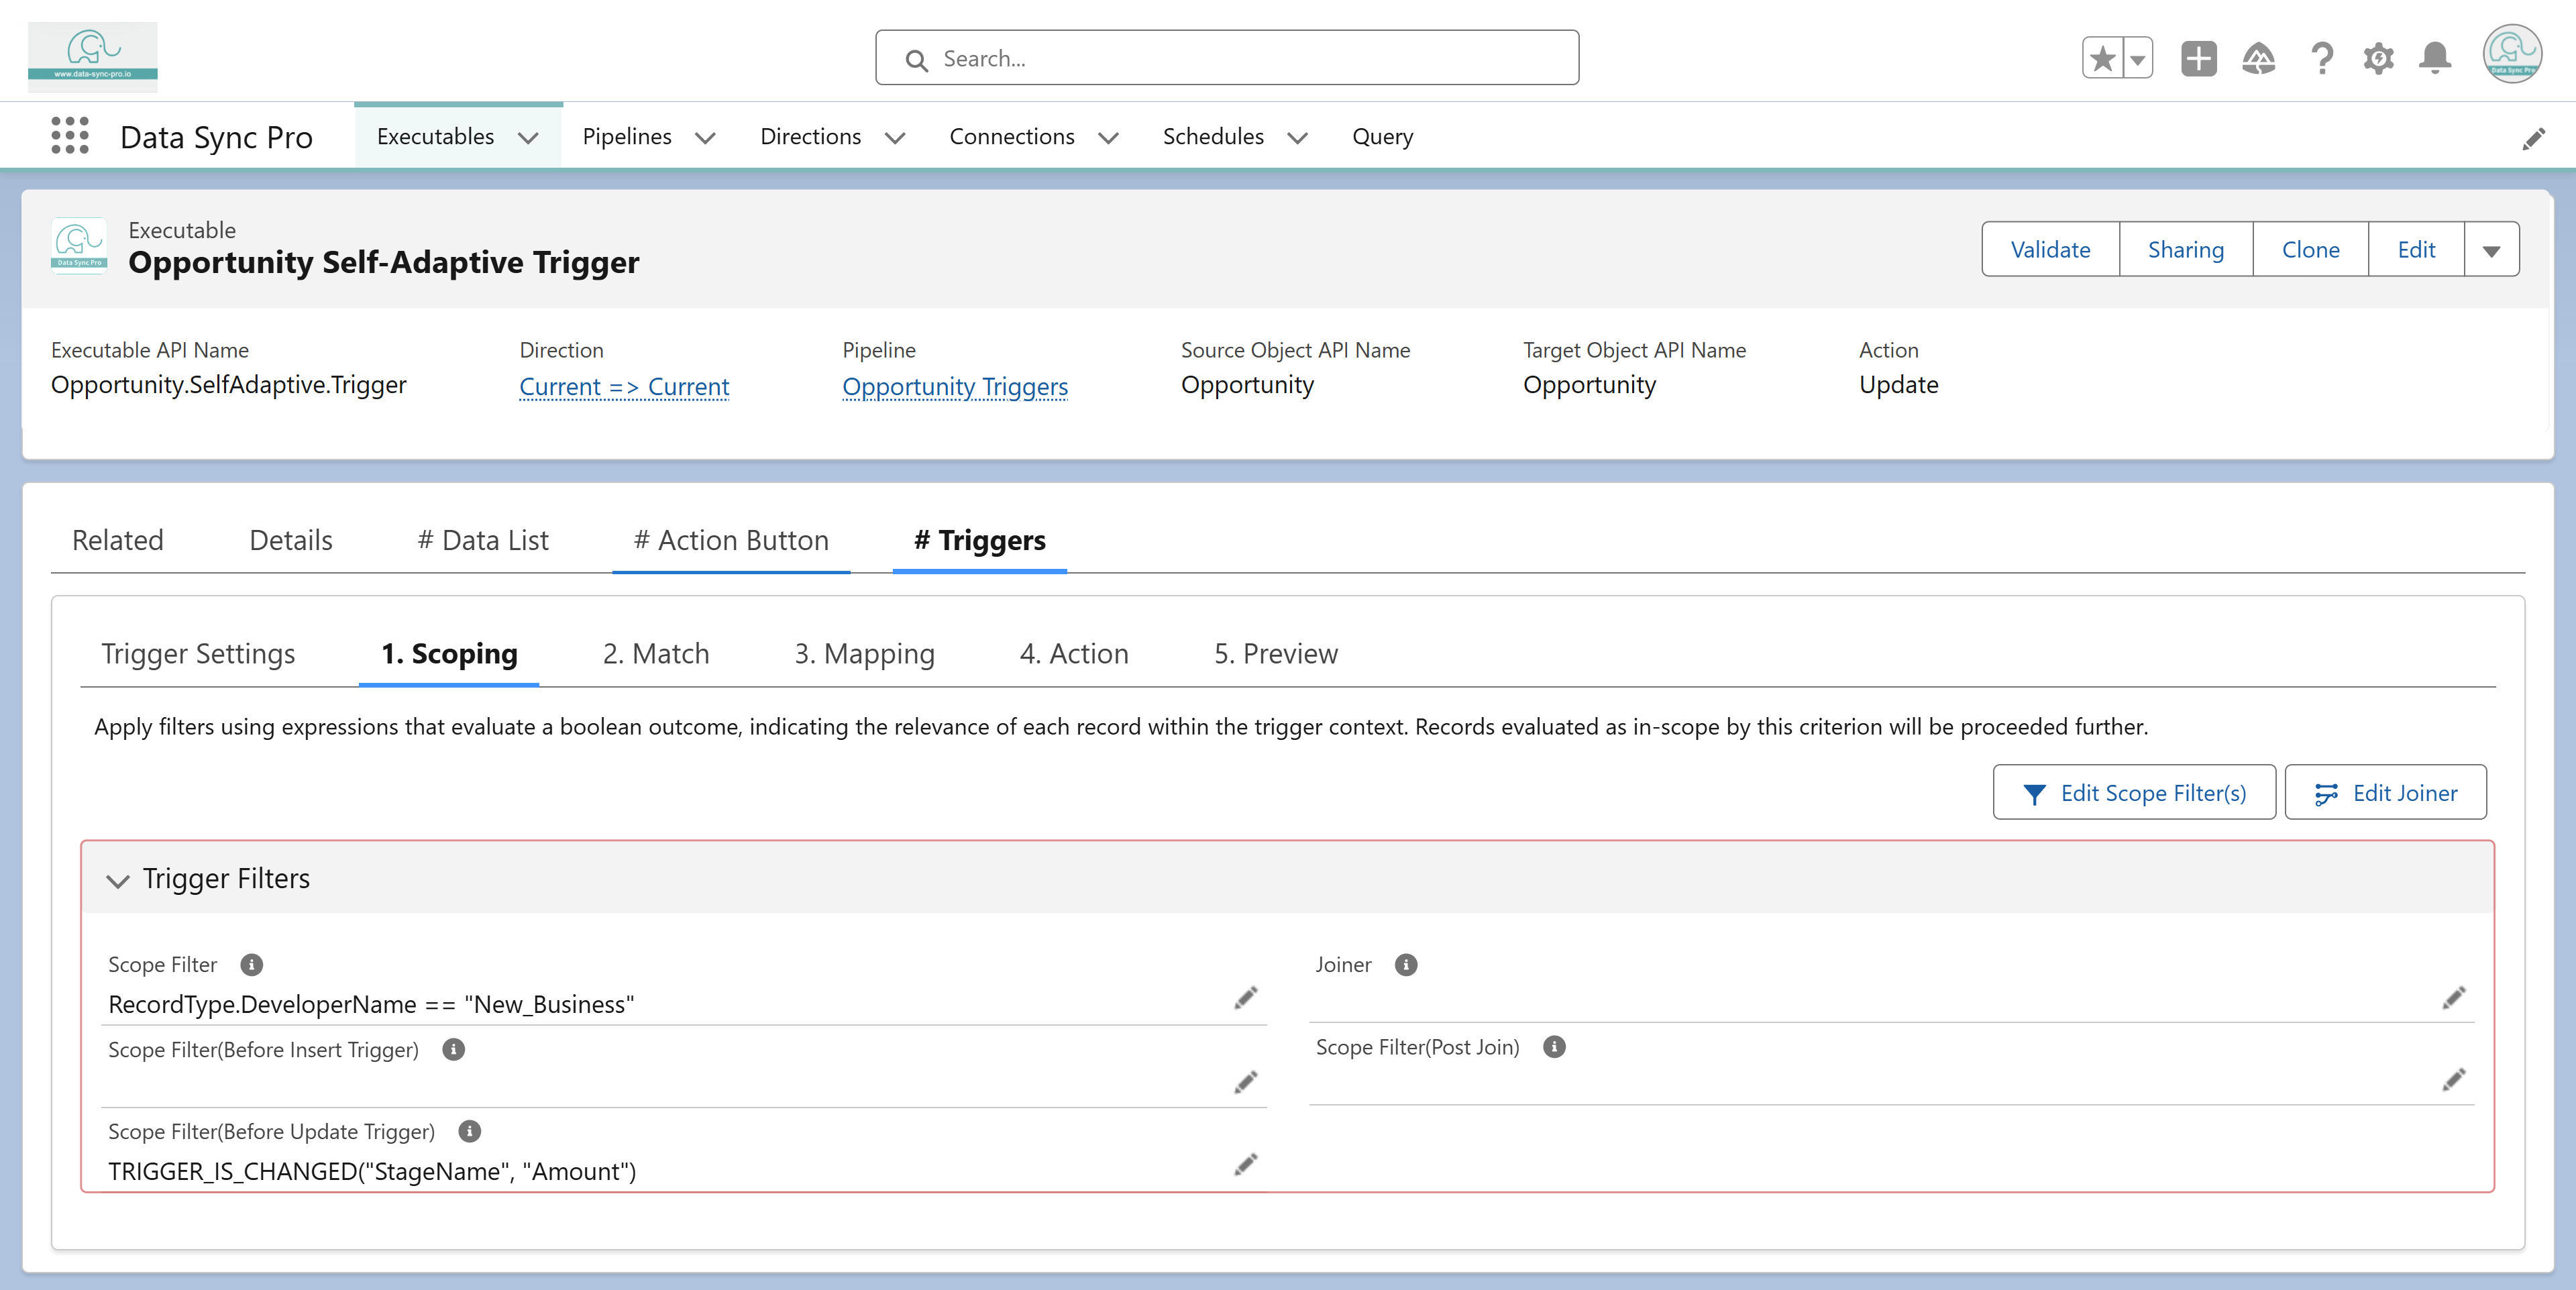 www.data-sync-pro.io
Search...
Data Sync Pro
Data Sync Pro
Executables
Pipelines
Directions
Connections
Schedules
Query
Data Sync Pro
Executable
Opportunity Self-Adaptive Trigger
Validate
Sharing
Clone
Edit
Executable API Name
Direction
Pipeline
Source Object API Name
Target Object API Name
Action
Opportunity.SelfAdaptive.Trigger
Current => Current
Opportunity Triggers
Opportunity
Opportunity
Update
Related
Details
# Data List
# Action Button
# Triggers
Trigger Settings
1. Scoping
2. Match
3. Mapping
4. Action
5. Preview
Apply filters using expressions that evaluate a boolean outcome, indicating the relevance of each record within the trigger context. Records evaluated as in-scope by this criterion will be proceeded further.
Edit Scope Filter(s)
Edit Joiner
Trigger Filters
Scope Filter
RecordType.DeveloperName == "New_Business"
Joiner
Scope Filter(Before Insert Trigger)
Scope Filter(Post Join)
Scope Filter(Before Update Trigger)
TRIGGER_IS_CHANGED("StageName", "Amount")